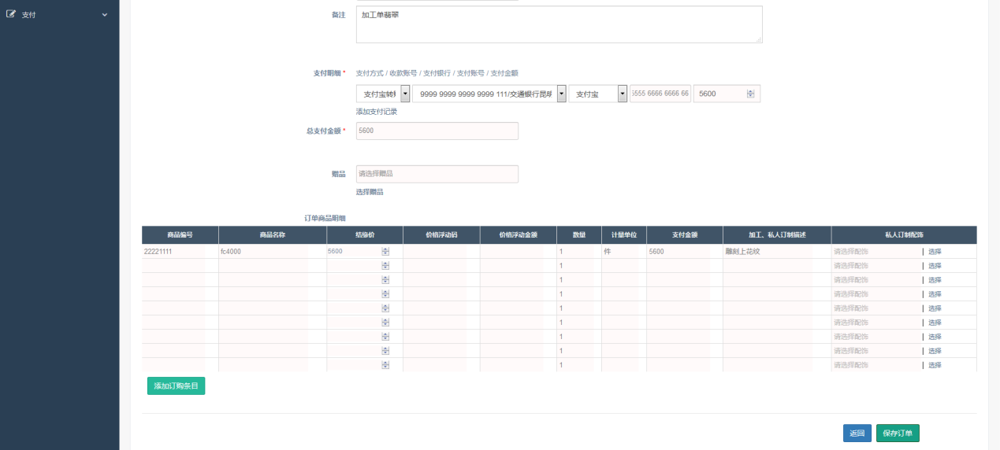 支付
备注
加工单翡翠
支付明细 *
支付方式 / 收款账号 / 支付银行 / 支付账号 / 支付金额
支付宝转
9999 9999 9999 9999 111/交通银行昆明
支付宝
5555 6666 6666 66
5600
添加支付记录
总支付金额 *
5600
赠品
请选择赠品
选择赠品
订单商品明细
商品编号 商品名称 结缘价 价格浮动码 价格浮动金额 数量 计量单位 支付金额 加工、私人订制描述 私人订制配饰
22221111 fc4000 5600 1 件 5600 雕刻上花纹 请选择配饰 | 选择
1 请选择配饰 | 选择
1 请选择配饰 | 选择
1 请选择配饰 | 选择
1 请选择配饰 | 选择
1 请选择配饰 | 选择
1 请选择配饰 | 选择
1 请选择配饰 | 选择
1 请选择配饰 | 选择
添加订购条目
返回
保存订单